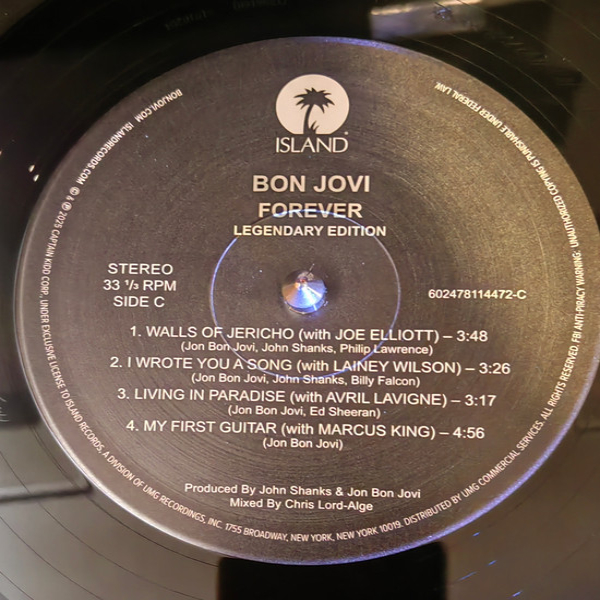 ISLAND
BON JOVI
FOREVER
LEGENDARY EDITION
STEREO
33 1/3 RPM
SIDE C
602478114472-C
1. WALLS OF JERICHO (with JOE ELLIOTT) – 3:48
(Jon Bon Jovi, John Shanks, Philip Lawrence)
2. I WROTE YOU A SONG (with LAINEY WILSON) – 3:26
(Jon Bon Jovi, John Shanks, Billy Falcon)
3. LIVING IN PARADISE (with AVRIL LAVIGNE) – 3:17
(Jon Bon Jovi, Ed Sheeran)
4. MY FIRST GUITAR (with MARCUS KING) – 4:56
(Jon Bon Jovi)
Produced By John Shanks & Jon Bon Jovi
Mixed By Chris Lord-Alge
BONJOVI.COM ISLANDRECORDS.COM © & ℗ 2025 CAPTAIN KIDD CORP., UNDER EXCLUSIVE LICENSE TO ISLAND RECORDS, A DIVISION OF UMG RECORDINGS, INC. 1755 BROADWAY, NEW YORK, NEW YORK 10019. DISTRIBUTED BY UMG COMMERCIAL SERVICES. ALL RIGHTS RESERVED. FBI ANTI-PIRACY WARNING: UNAUTHORIZED COPYING IS PUNISHABLE UNDER FEDERAL LAW.